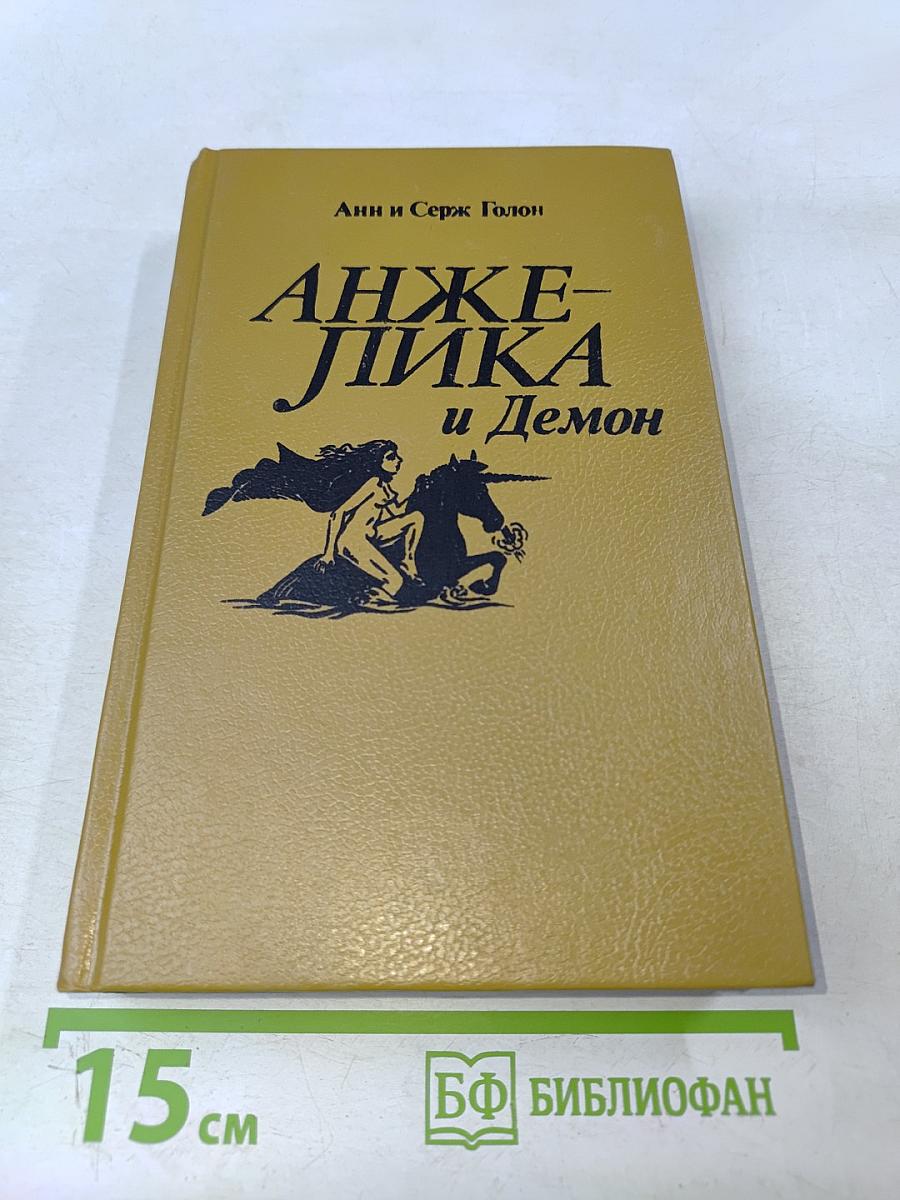 Анн и Серж Голон
АНЖЕ-
ЛИКА
и Демон
15 см
БФ БИБЛИОФАН